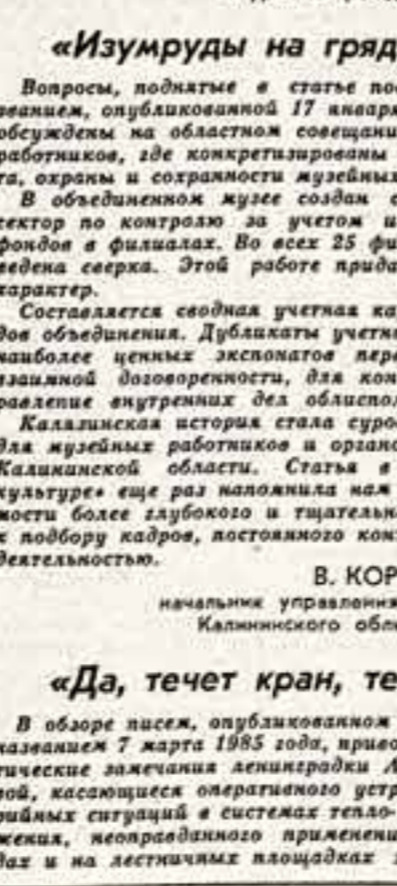 «Изумруды на гряд
Вопросы, поднятые в статье по
званием, опубликованной 17 января
обсуждены на областном совещани
работников, где конкретизированы
та, охраны и сохранности музейных
В объединенном музее создан с
сектор по контролю за учетом и
фондов в филиалах. Во всех 25 фи
ведена сверка. Этой работе прида
характер.
Составляется сводная учетная ка
дов объединения. Дубликаты учетн
наиболее ценных экспонатов пере
взаимной договоренности, для кон
равление внутренних дел облиспол
Калязинская история стала суро
для музейных работников и органо
Калининской области. Статья в
культуре» еще раз напомнила нам
мости более глубокого и тщательн
к подбору кадров, постоянного кон
деятельностью.
В. КОР
начальник управления
Калининского обл
«Да, течет кран, те
В обзоре писем, опубликованном
названием 7 марта 1985 года, приво
тические замечания ленинградки Л
вой, касающиеся оперативного устр
рийных ситуаций в системах тепло-
жения, неоправданного применени
дах и на лестничных площадках